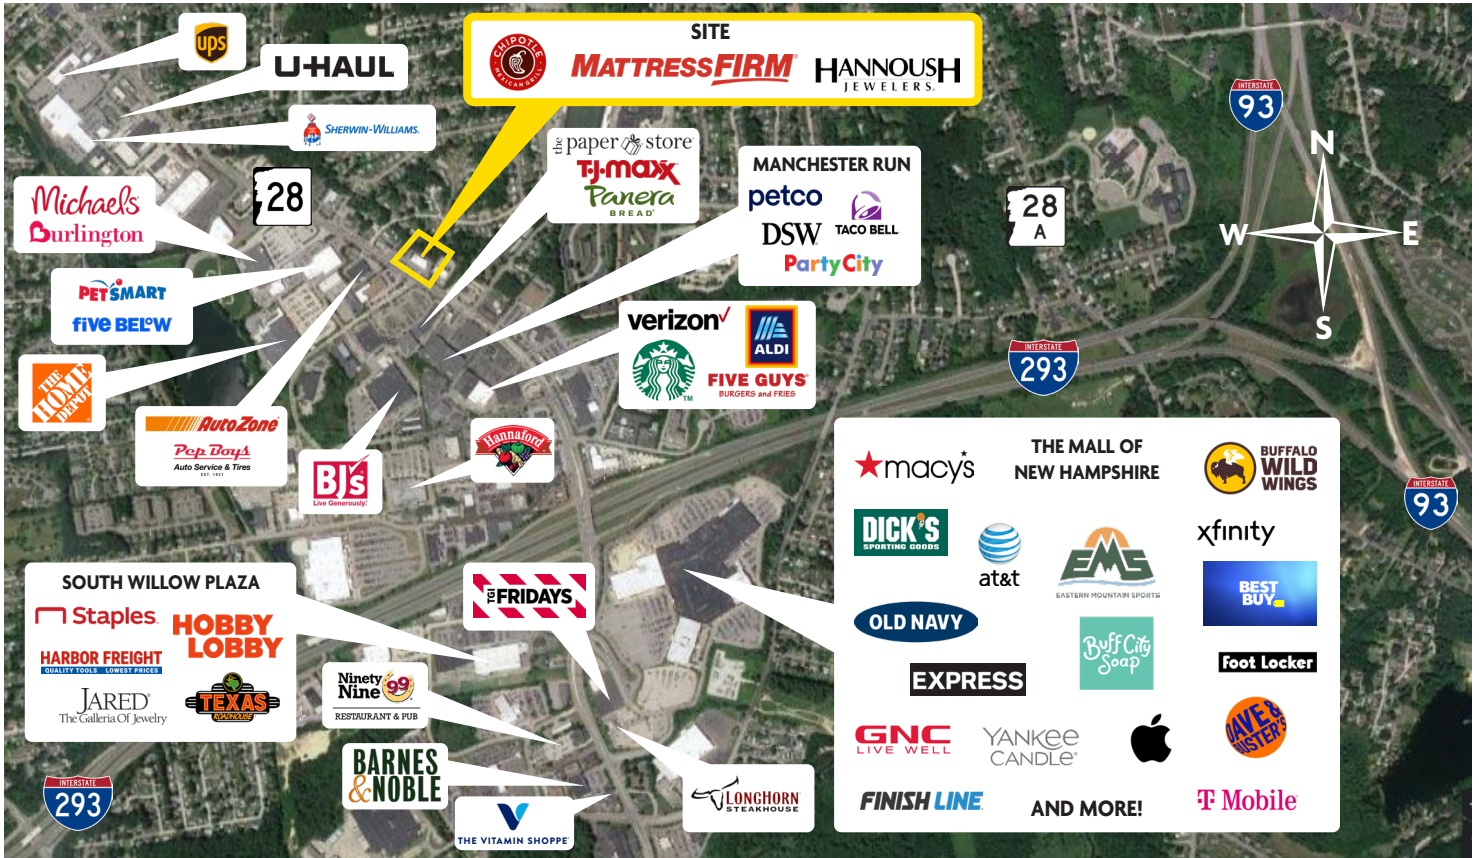 ups
U-HAUL
SHERWIN-WILLIAMS.
SITE
CHIPOTLE
MEXICAN GRILL
MATTRESSFIRM
HANNOUSH
JEWELERS.
INTERSTATE
93
N
W
E
S
28
28
A
the paper store
T·J·maxx
Panera
BREAD
MANCHESTER RUN
petco
TACO BELL
DSW
PartyCity
Michaels
Burlington
PETSMART
five BELOW
THE
HOME
DEPOT
verizon
ALDI
FIVE GUYS
BURGERS and FRIES
TM
INTERSTATE
293
AutoZone
Pep Boys
Auto Service & Tires
EST. 1921
BJ's
Live Generously.
Hannaford
INTERSTATE
93
THE MALL OF
NEW HAMPSHIRE
macy's
BUFFALO
WILD
WINGS
DICK'S
SPORTING GOODS
at&t
EMS
EASTERN MOUNTAIN SPORTS
xfinity
BEST
BUY
OLD NAVY
Buff City
Soap
Foot Locker
EXPRESS
GNC
LIVE WELL
YANKEE
CANDLE
DAVE &
BUSTER'S
FINISH LINE
AND MORE!
T Mobile
SOUTH WILLOW PLAZA
Staples
HOBBY
LOBBY
HARBOR FREIGHT
QUALITY TOOLS LOWEST PRICES
JARED
The Galleria Of Jewelry
TEXAS
ROADHOUSE
TGI FRIDAYS
Ninety
Nine 99
RESTAURANT & PUB
BARNES
&NOBLE
THE VITAMIN SHOPPE
LONGHORN
STEAKHOUSE
INTERSTATE
293